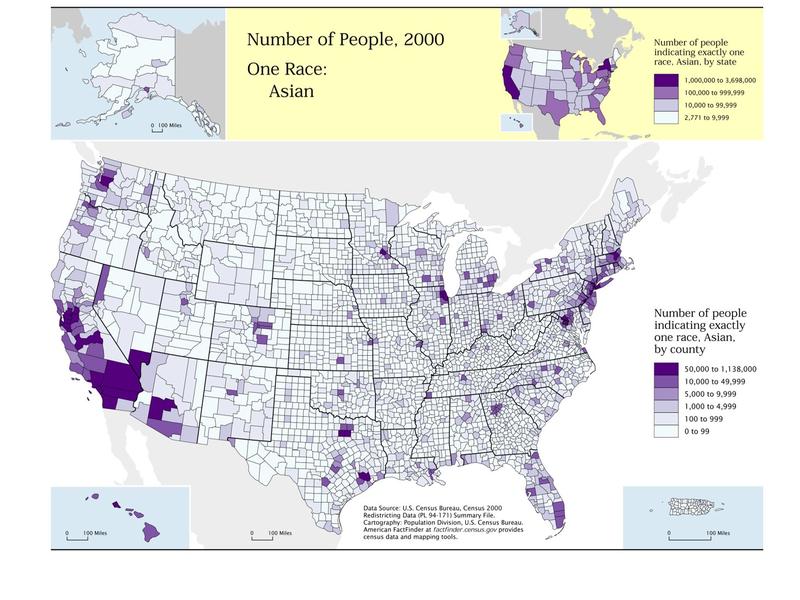 Number of People, 2000
One Race:
Asian
Number of people
indicating exactly one
race, Asian, by state
1,000,000 to 3,698,000
100,000 to 999,999
10,000 to 99,999
2,771 to 9,999
0 100 Miles
Number of people
indicating exactly
one race, Asian,
by county
50,000 to 1,138,000
10,000 to 49,999
5,000 to 9,999
1,000 to 4,999
100 to 999
0 to 99
Data Source: U.S. Census Bureau, Census 2000
Redistricting Data (PL 94-171) Summary File.
Cartography: Population Division, U.S. Census Bureau.
American FactFinder at factfinder.census.gov provides
census data and mapping tools.
0 100 Miles
0 100 Miles
0 100 Miles